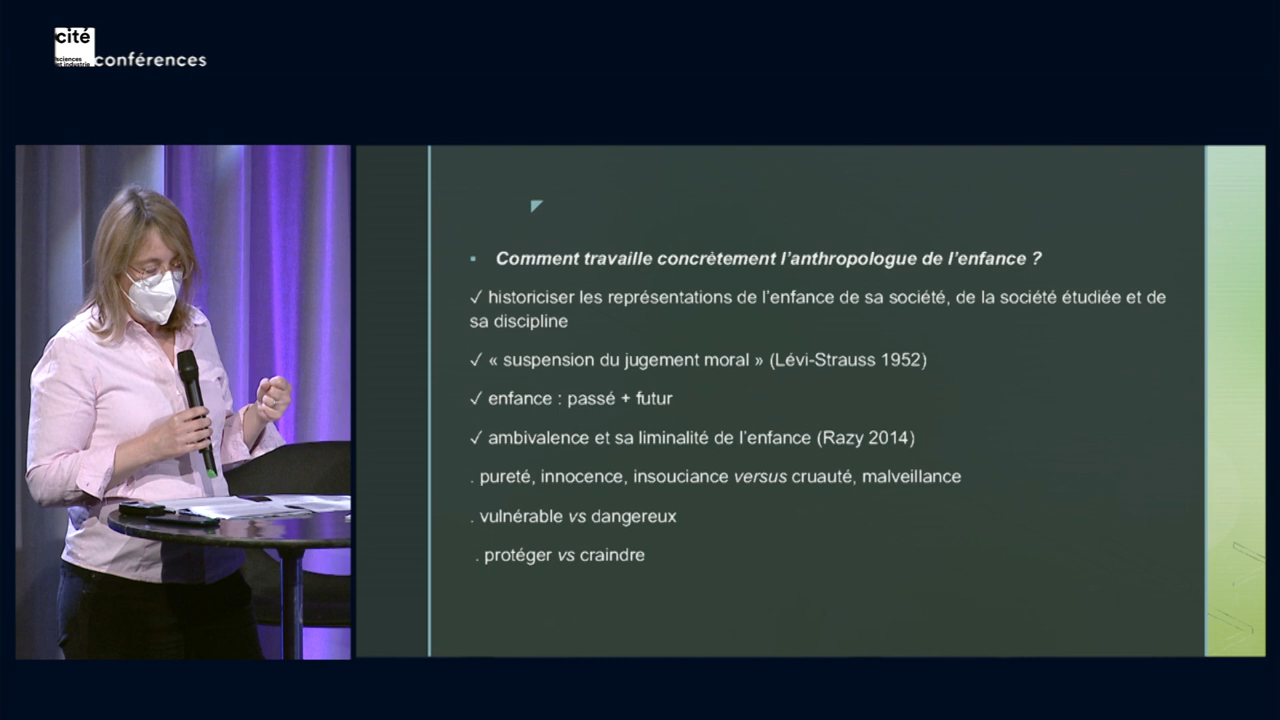 cité
sciences
et industrie
conférences
▪ Comment travaille concrètement l'anthropologue de l'enfance ?
✓ historiciser les représentations de l'enfance de sa société, de la société étudiée et de
sa discipline
✓ « suspension du jugement moral » (Lévi-Strauss 1952)
✓ enfance : passé + futur
✓ ambivalence et sa liminalité de l'enfance (Razy 2014)
. pureté, innocence, insouciance versus cruauté, malveillance
. vulnérable vs dangereux
. protéger vs craindre